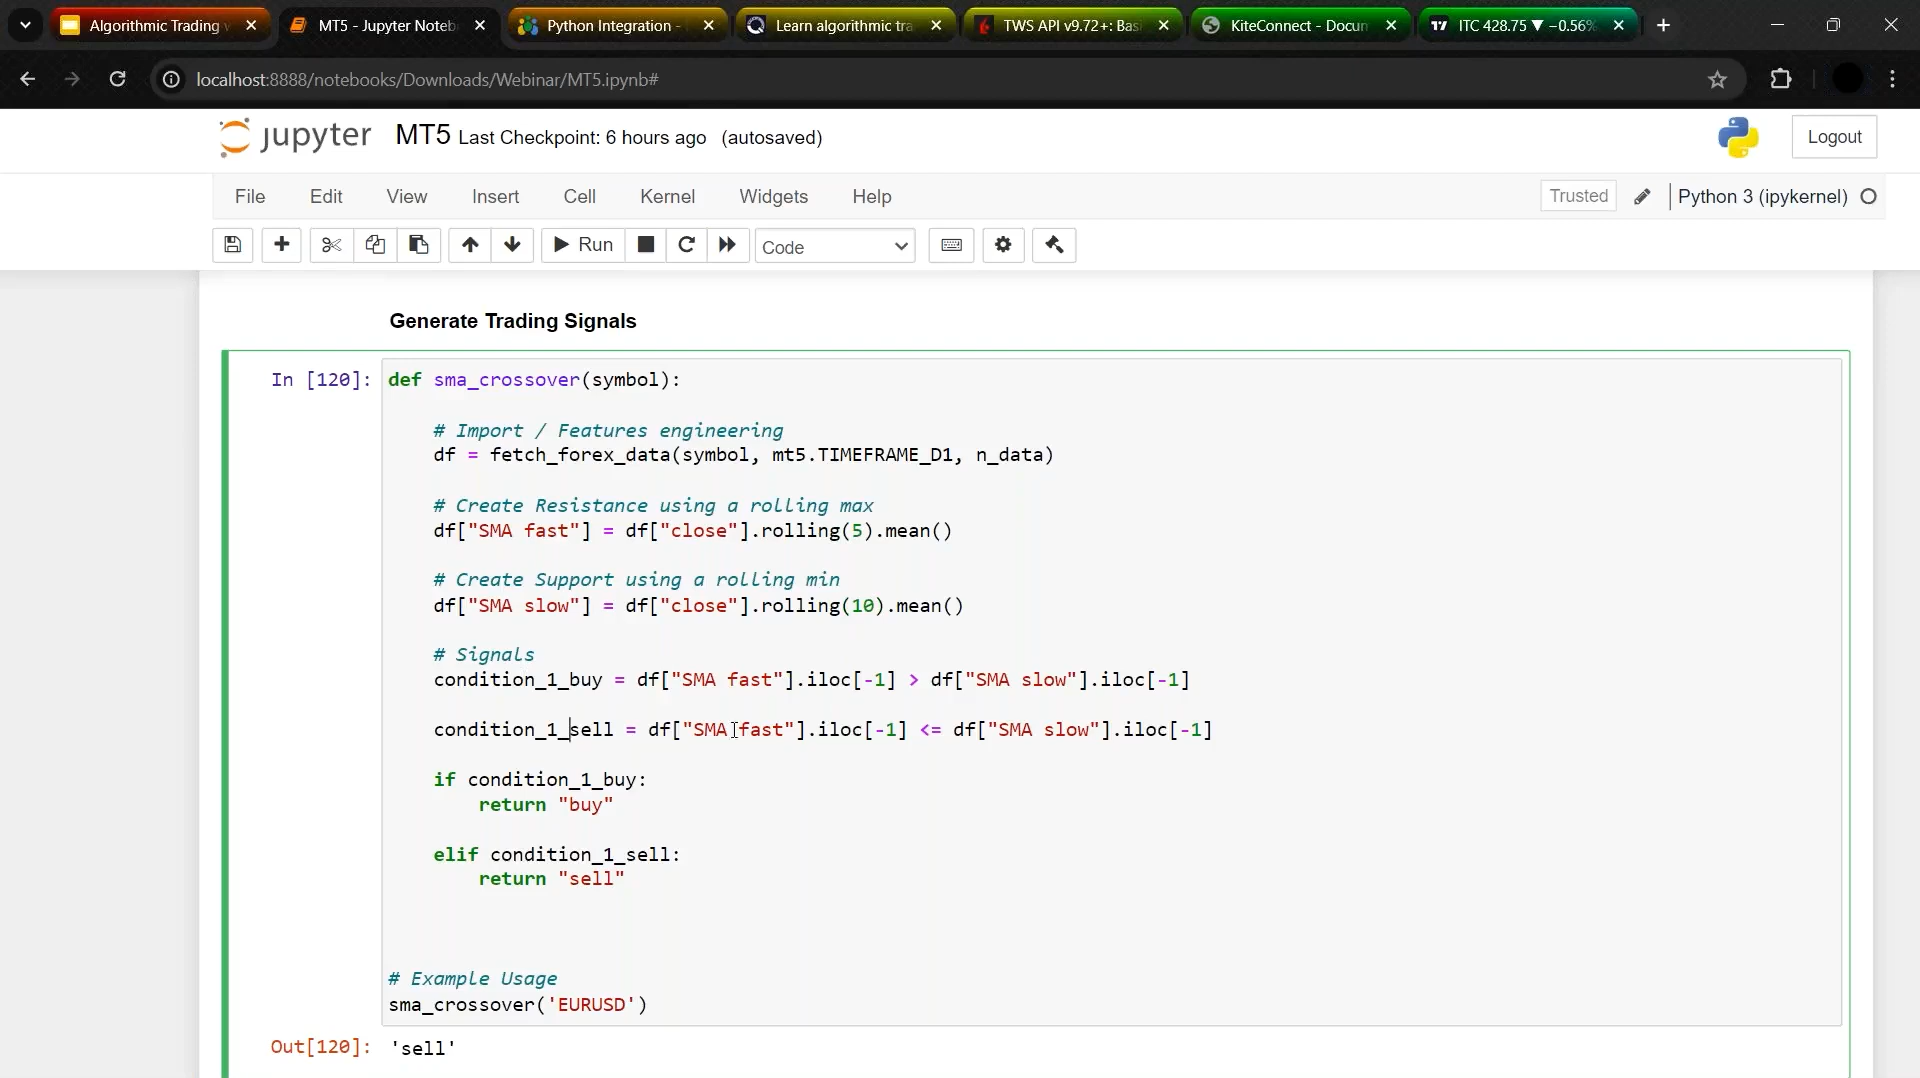 Algorithmic Trading
MT5 - Jupyter Noteb
Python Integration -
Learn algorithmic tra
TWS API v9.72+: Bas
KiteConnect - Docum
ITC 428.75 ▼ −0.56%
localhost:8888/notebooks/Downloads/Webinar/MT5.ipynb#
jupyter MT5 Last Checkpoint: 6 hours ago (autosaved)
Logout
File Edit View Insert Cell Kernel Widgets Help
Trusted
Python 3 (ipykernel)
Run
Code
Generate Trading Signals
In [120]: def sma_crossover(symbol):
# Import / Features engineering
df = fetch_forex_data(symbol, mt5.TIMEFRAME_D1, n_data)
# Create Resistance using a rolling max
df["SMA fast"] = df["close"].rolling(5).mean()
# Create Support using a rolling min
df["SMA slow"] = df["close"].rolling(10).mean()
# Signals
condition_1_buy = df["SMA fast"].iloc[-1] > df["SMA slow"].iloc[-1]
condition_1_sell = df["SMA fast"].iloc[-1] <= df["SMA slow"].iloc[-1]
if condition_1_buy:
return "buy"
elif condition_1_sell:
return "sell"
# Example Usage
sma_crossover('EURUSD')
Out[120]: 'sell'